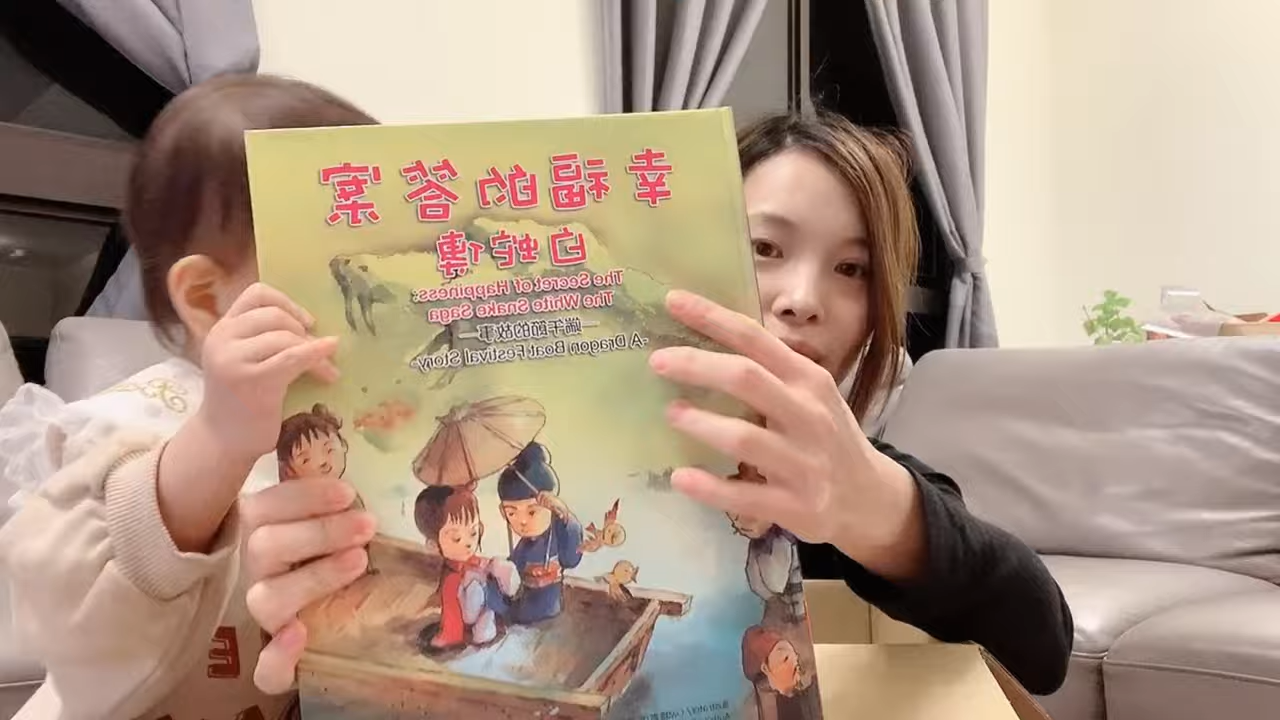 幸福的答案
白蛇傳
The Secret of Happiness:
The White Snake Saga
—端午節的故事—
-A Dragon Boat Festival Story-